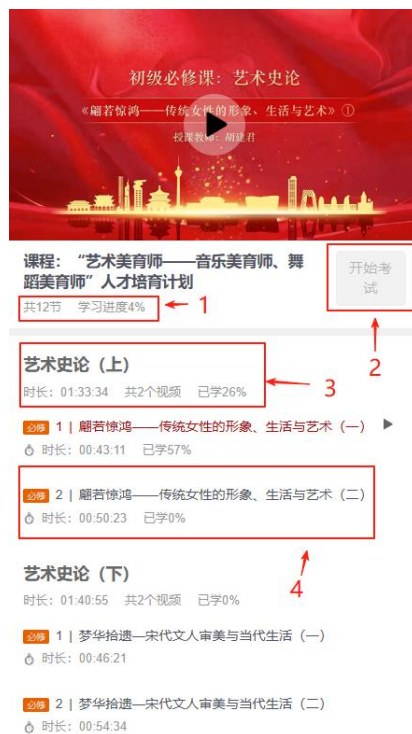 初级必修课：艺术史论
《翩若惊鸿——传统女性的形象、生活与艺术》①
授课教师：胡建君
课程：“艺术美育师——音乐美育师、舞
蹈美育师”人才培育计划
开始考
试
共12节 学习进度4%
1
2
艺术史论（上）
时长：01:33:34 共2个视频 已学26%
3
必修 1 | 翩若惊鸿——传统女性的形象、生活与艺术（一）
时长：00:43:11 已学57%
必修 2 | 翩若惊鸿——传统女性的形象、生活与艺术（二）
时长：00:50:23 已学0%
4
艺术史论（下）
时长：01:40:55 共2个视频 已学0%
必修 1 | 梦华拾遗—宋代文人审美与当代生活（一）
时长：00:46:21
必修 2 | 梦华拾遗—宋代文人审美与当代生活（二）
时长：00:54:34